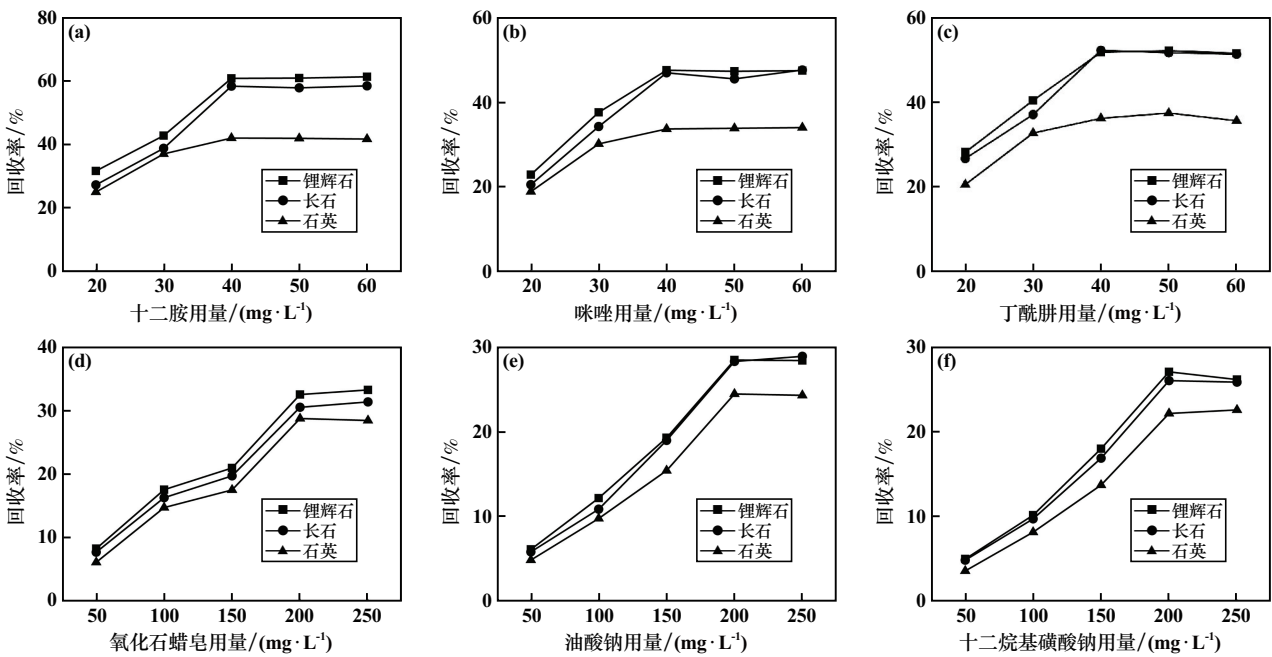 (a)
80
60
40
20
0
回收率/%
锂辉石
长石
石英
20 30 40 50 60
十二胺用量/(mg·L-1)
(b)
60
40
20
0
回收率/%
锂辉石
长石
石英
20 30 40 50 60
咪唑用量/(mg·L-1)
(c)
60
40
20
0
回收率/%
锂辉石
长石
石英
20 30 40 50 60
丁酰肼用量/(mg·L-1)
(d)
40
30
20
10
0
回收率/%
锂辉石
长石
石英
50 100 150 200 250
氧化石蜡皂用量/(mg·L-1)
(e)
30
20
10
0
回收率/%
锂辉石
长石
石英
50 100 150 200 250
油酸钠用量/(mg·L-1)
(f)
30
20
10
0
回收率/%
锂辉石
长石
石英
50 100 150 200 250
十二烷基磺酸钠用量/(mg·L-1)